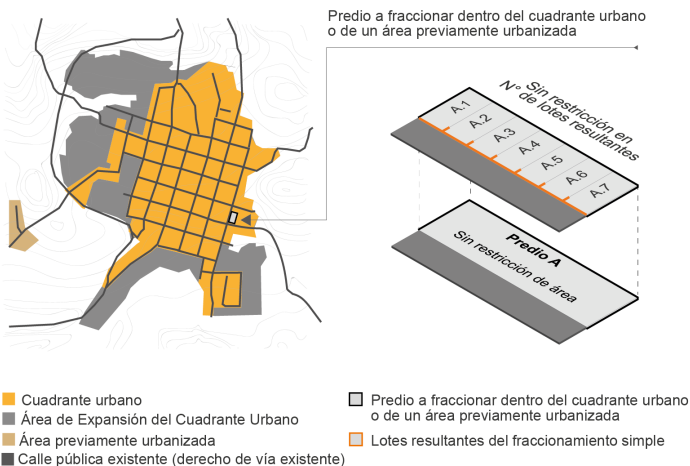 Predio a fraccionar dentro del cuadrante urbano
o de un área previamente urbanizada
Sin restricción en
N° de lotes resultantes
A.1
A.2
A.3
A.4
A.5
A.6
A.7
Predio A
Sin restricción de área
Cuadrante urbano
Área de Expansión del Cuadrante Urbano
Área previamente urbanizada
Calle pública existente (derecho de vía existente)
Predio a fraccionar dentro del cuadrante urbano
o de un área previamente urbanizada
Lotes resultantes del fraccionamiento simple